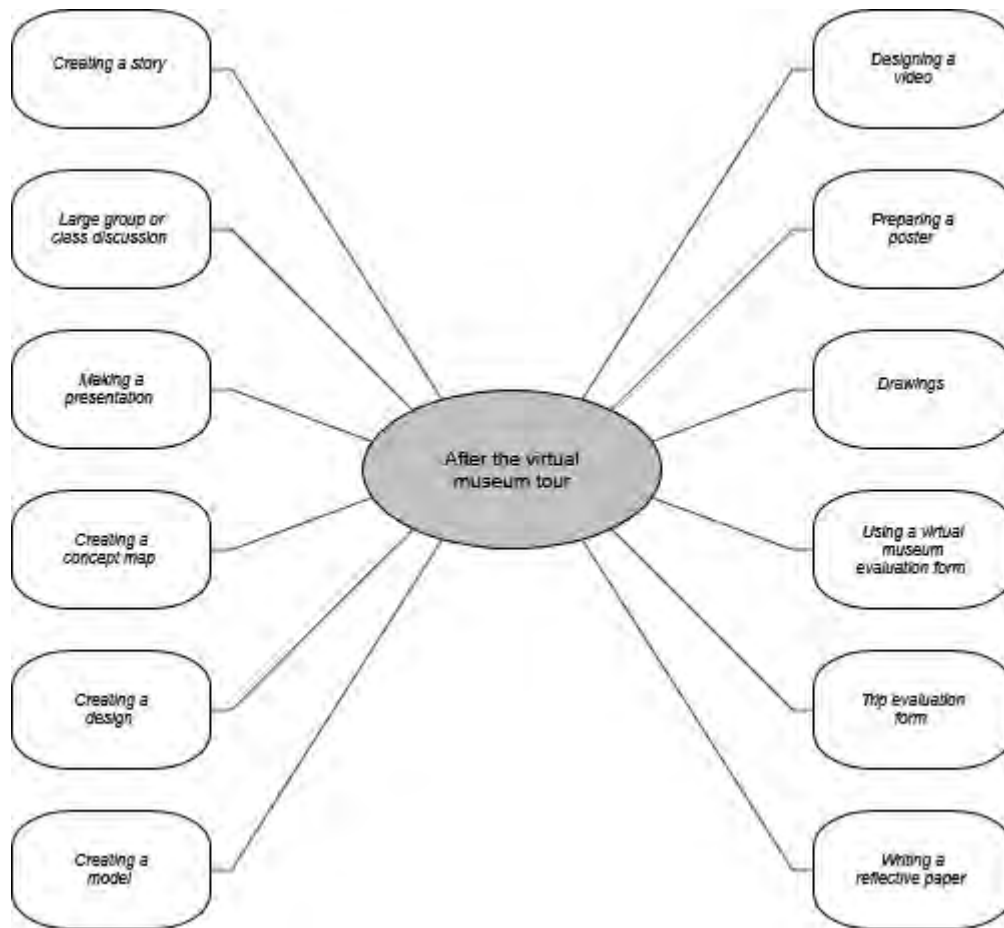 Creating a story
Large group or
class discussion
Making a
presentation
Creating a
concept map
Creating a
design
Creating a
model
After the virtual
museum tour
Designing a
video
Preparing a
poster
Drawings
Using a virtual
museum
evaluation form
Trip evaluation
form
Writing a
reflective paper